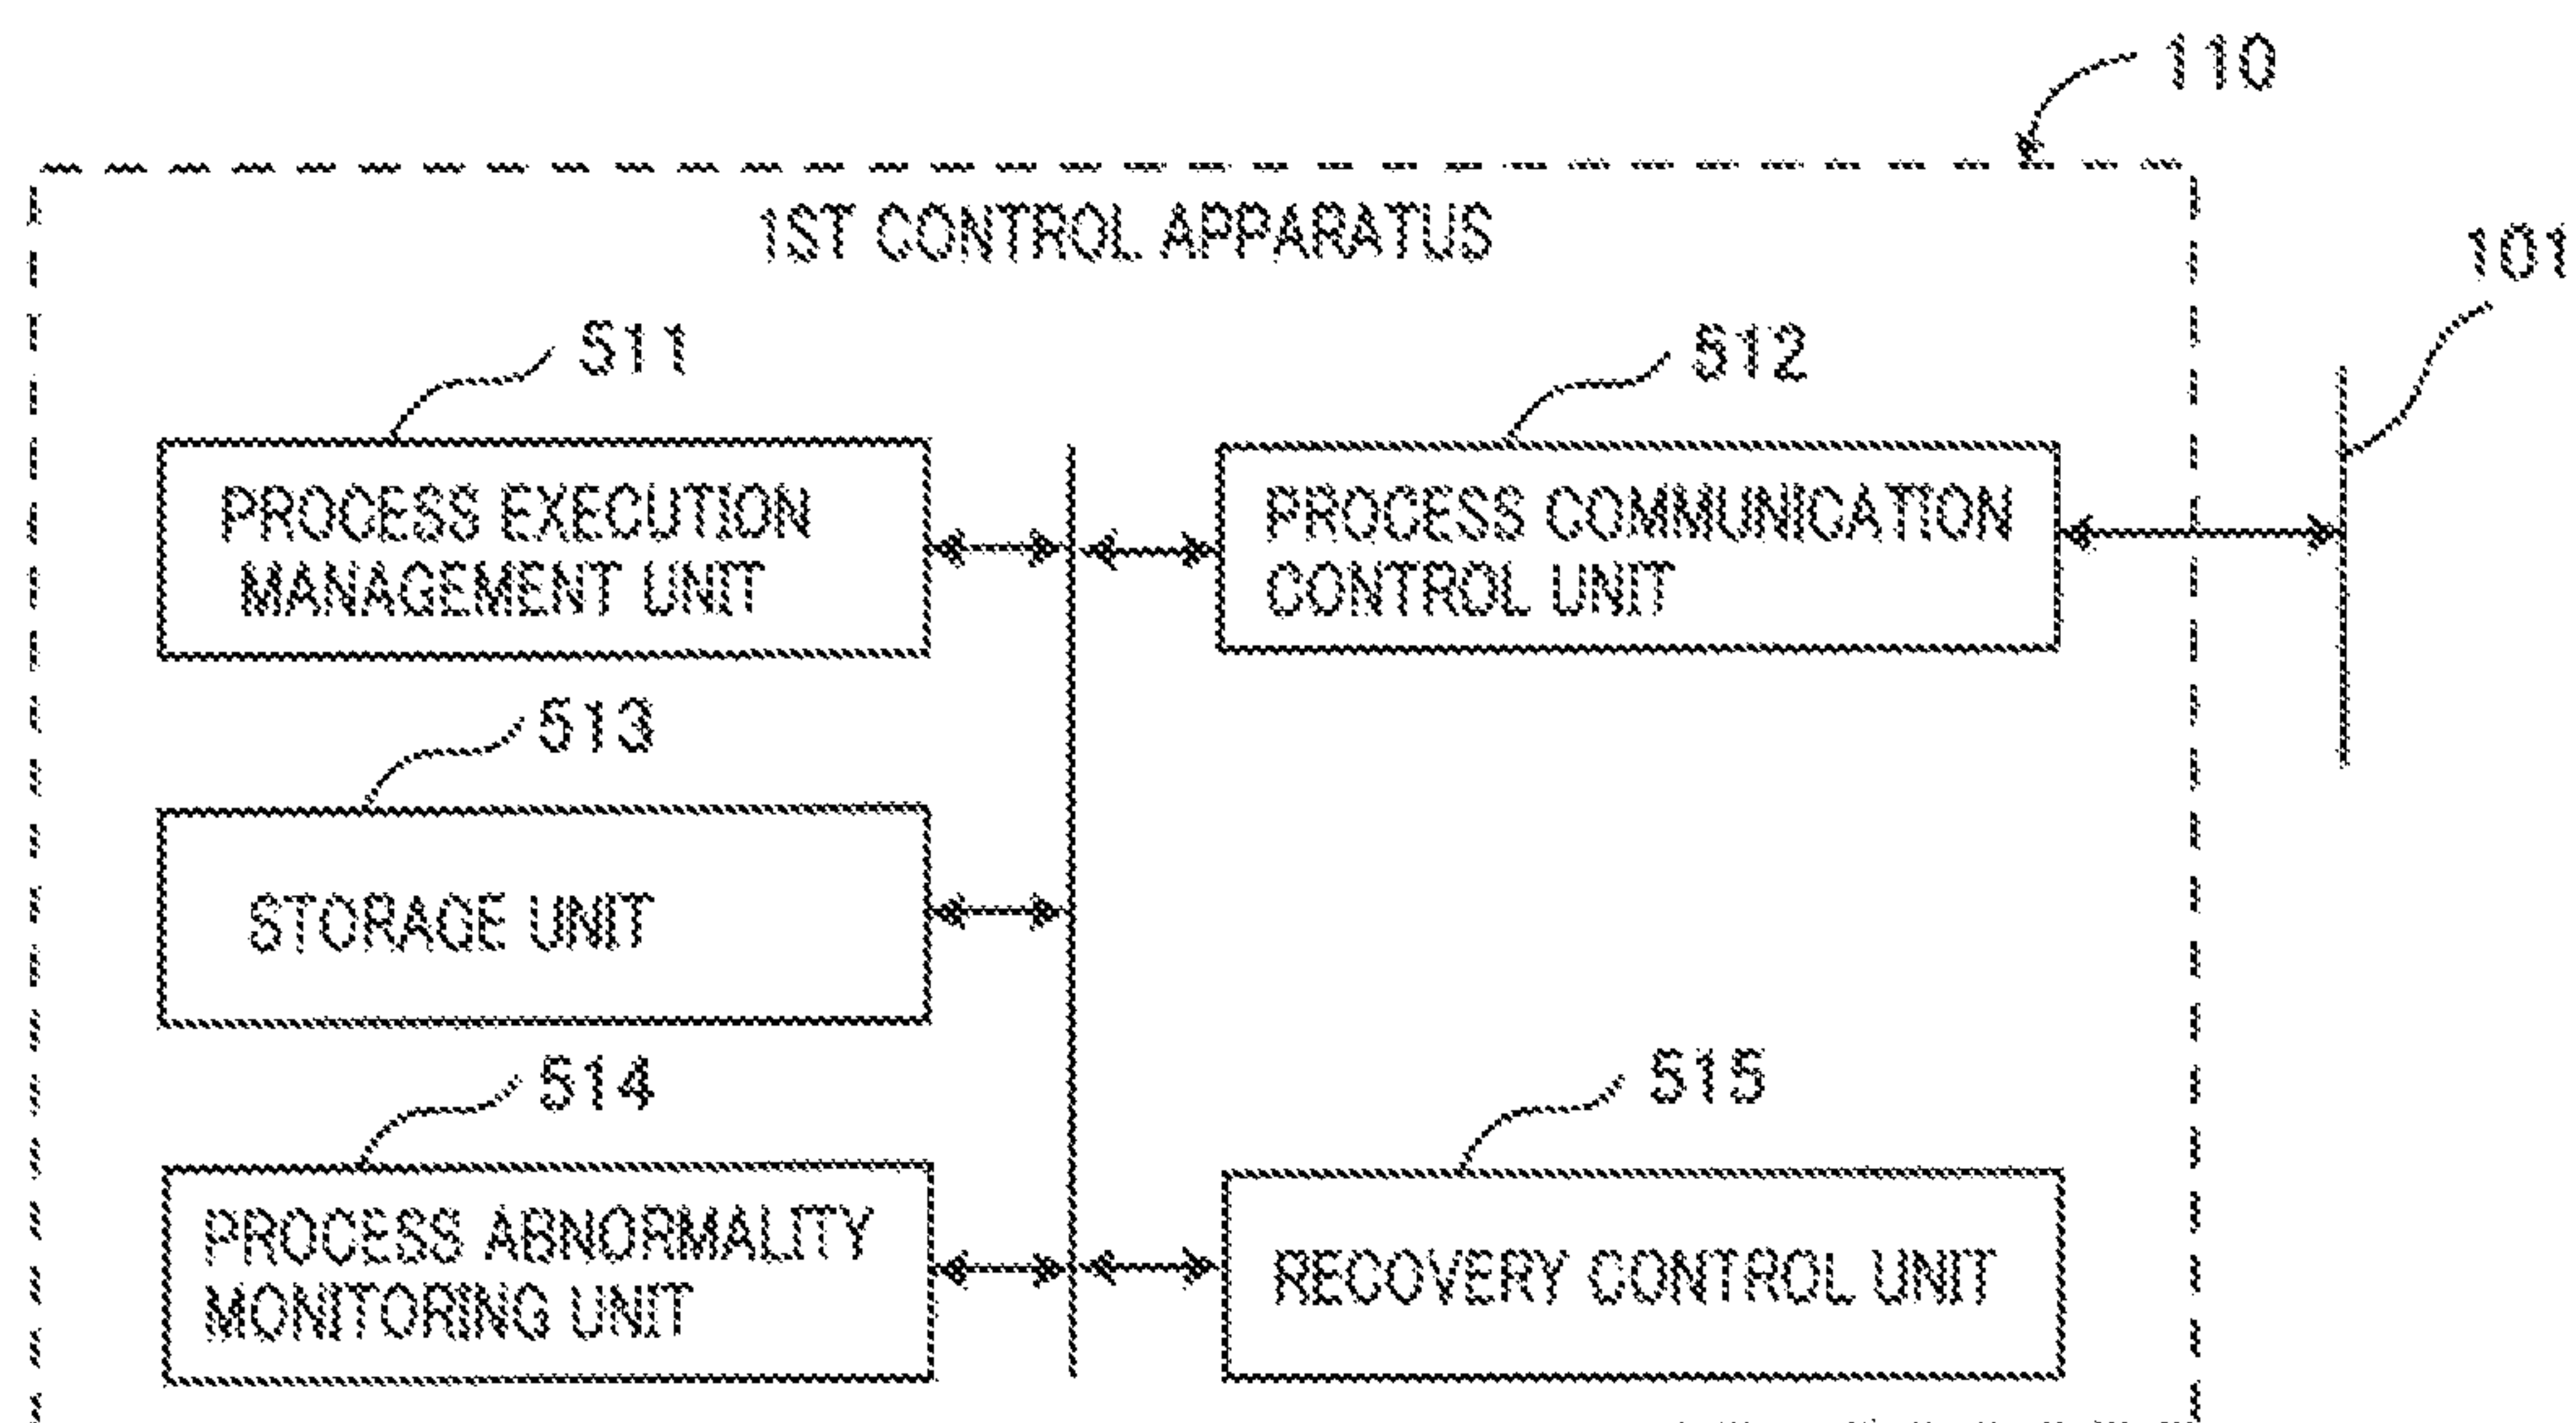 110
1ST CONTROL APPARATUS
101
511
512
PROCESS EXECUTION
MANAGEMENT UNIT
PROCESS COMMUNICATION
CONTROL UNIT
513
STORAGE UNIT
514
515
PROCESS ABNORMALITY
MONITORING UNIT
RECOVERY CONTROL UNIT